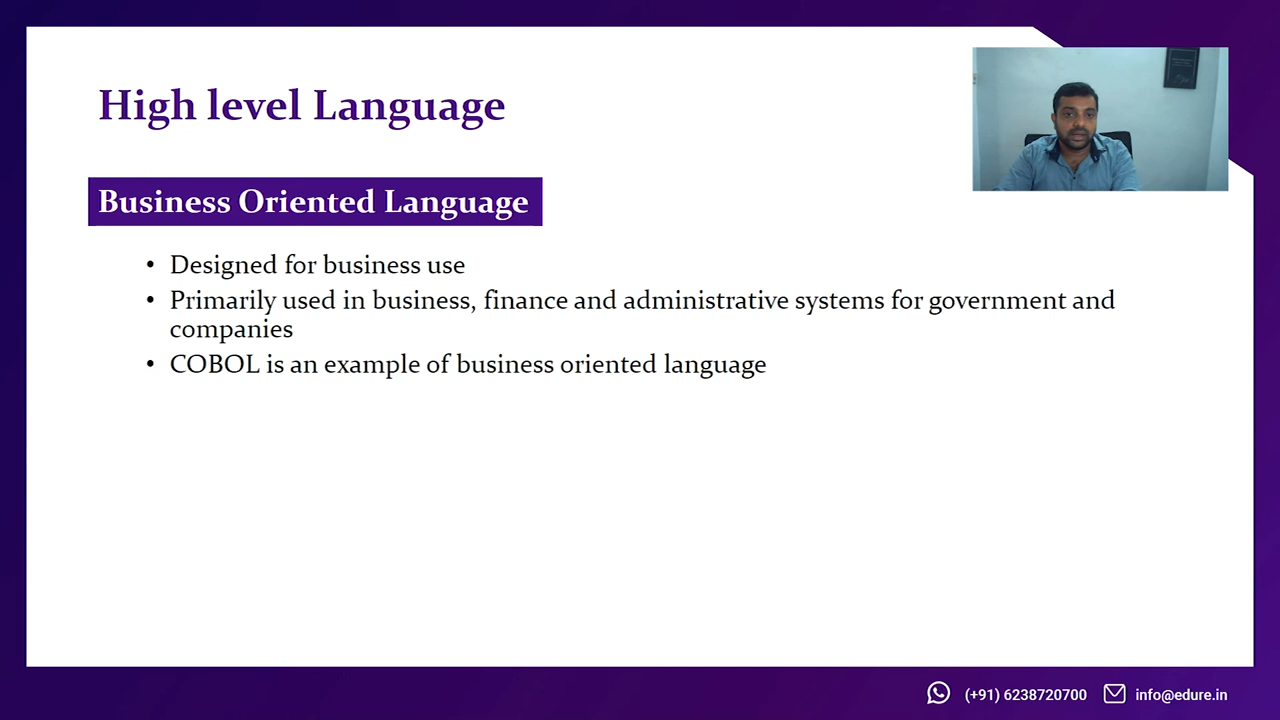 High level Language
Business Oriented Language
• Designed for business use
• Primarily used in business, finance and administrative systems for government and
companies
• COBOL is an example of business oriented language
(+91) 6238720700 info@edure.in